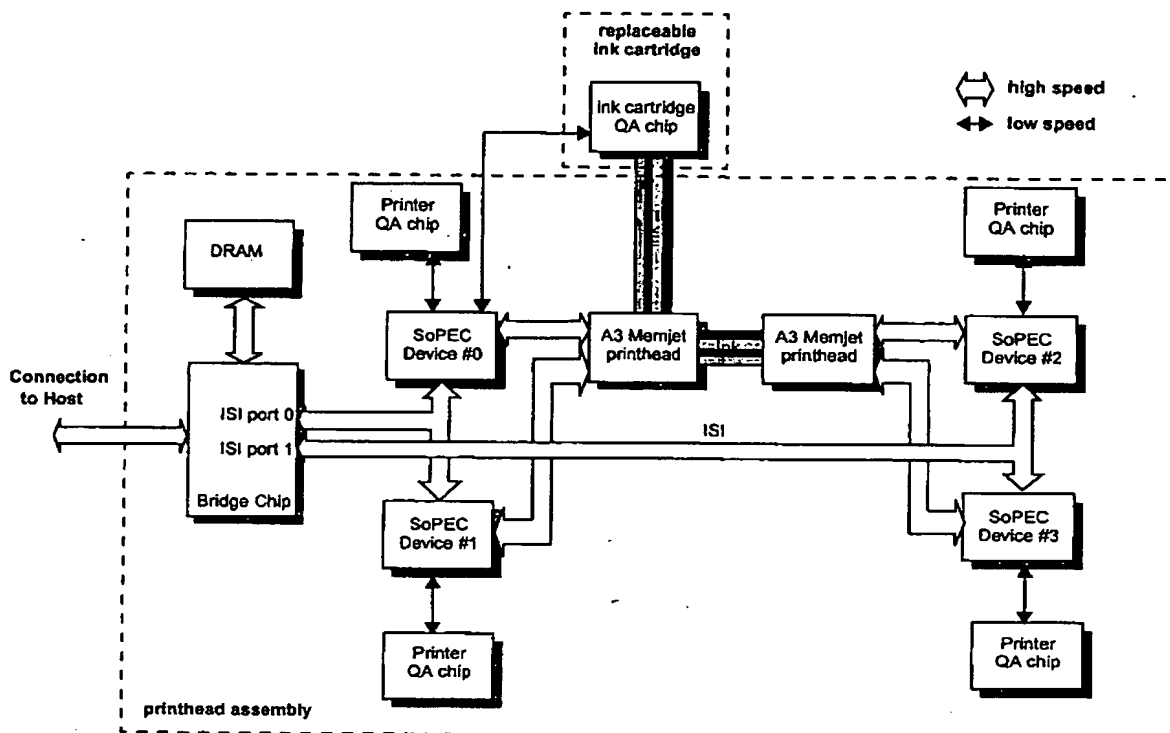 replaceable
ink cartridge
ink cartridge
QA chip
high speed
low speed
Printer
QA chip
Printer
QA chip
DRAM
SoPEC
Device #0
A3 Memjet
printhead
Ink
A3 Memjet
printhead
SoPEC
Device #2
Connection
to Host
ISI port 0
ISI port 1
Bridge Chip
ISI
SoPEC
Device #1
SoPEC
Device #3
Printer
QA chip
Printer
QA chip
printhead assembly